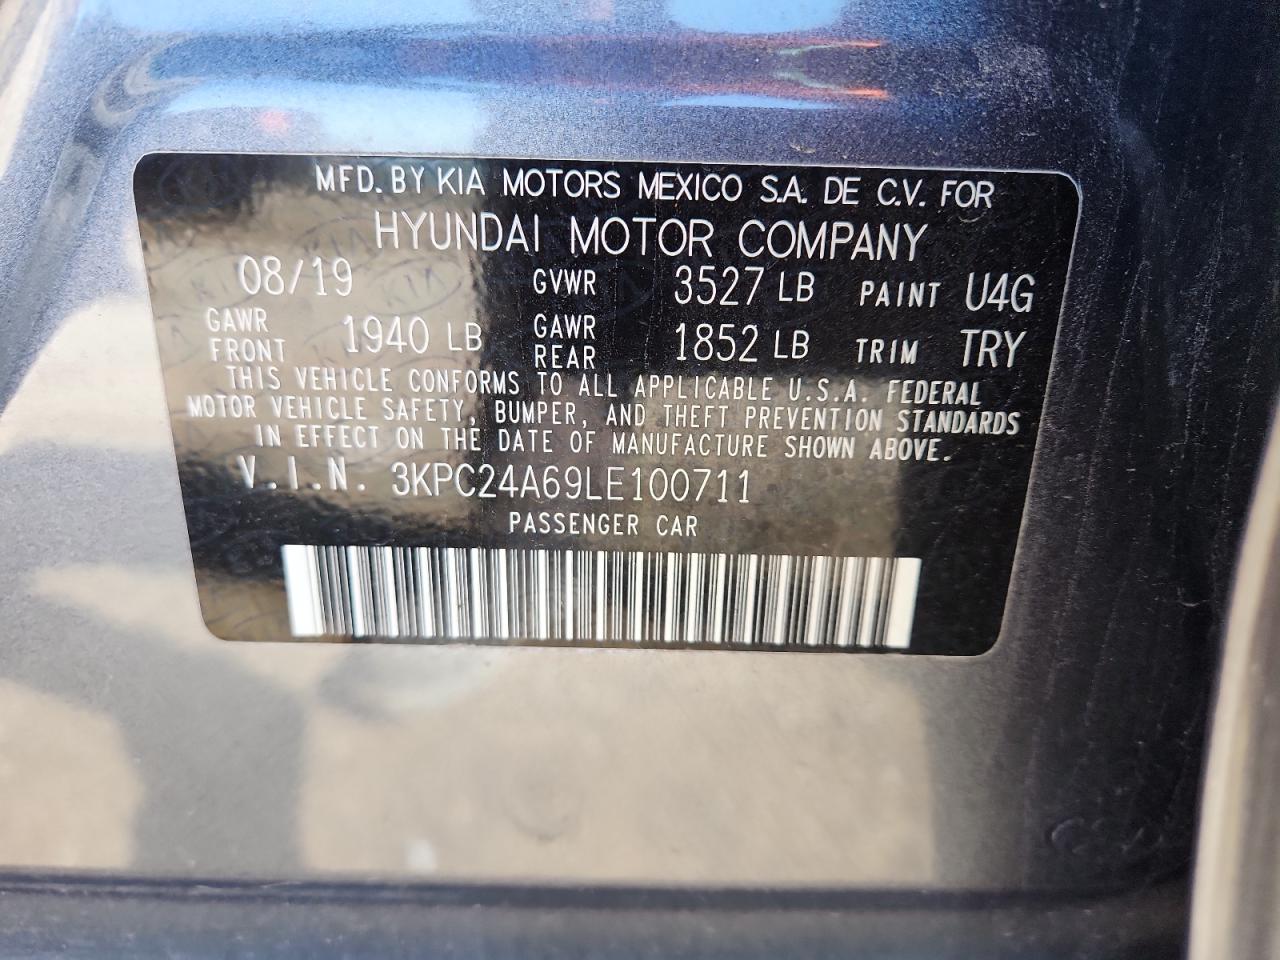 MFD. BY KIA MOTORS MEXICO S.A. DE C.V. FOR
HYUNDAI MOTOR COMPANY
08/19 GVWR 3527 LB PAINT U4G
GAWR FRONT 1940 LB GAWR REAR 1852 LB TRIM TRY
THIS VEHICLE CONFORMS TO ALL APPLICABLE U.S.A. FEDERAL
MOTOR VEHICLE SAFETY, BUMPER, AND THEFT PREVENTION STANDARDS
IN EFFECT ON THE DATE OF MANUFACTURE SHOWN ABOVE.
V.I.N. 3KPC24A69LE100711
PASSENGER CAR